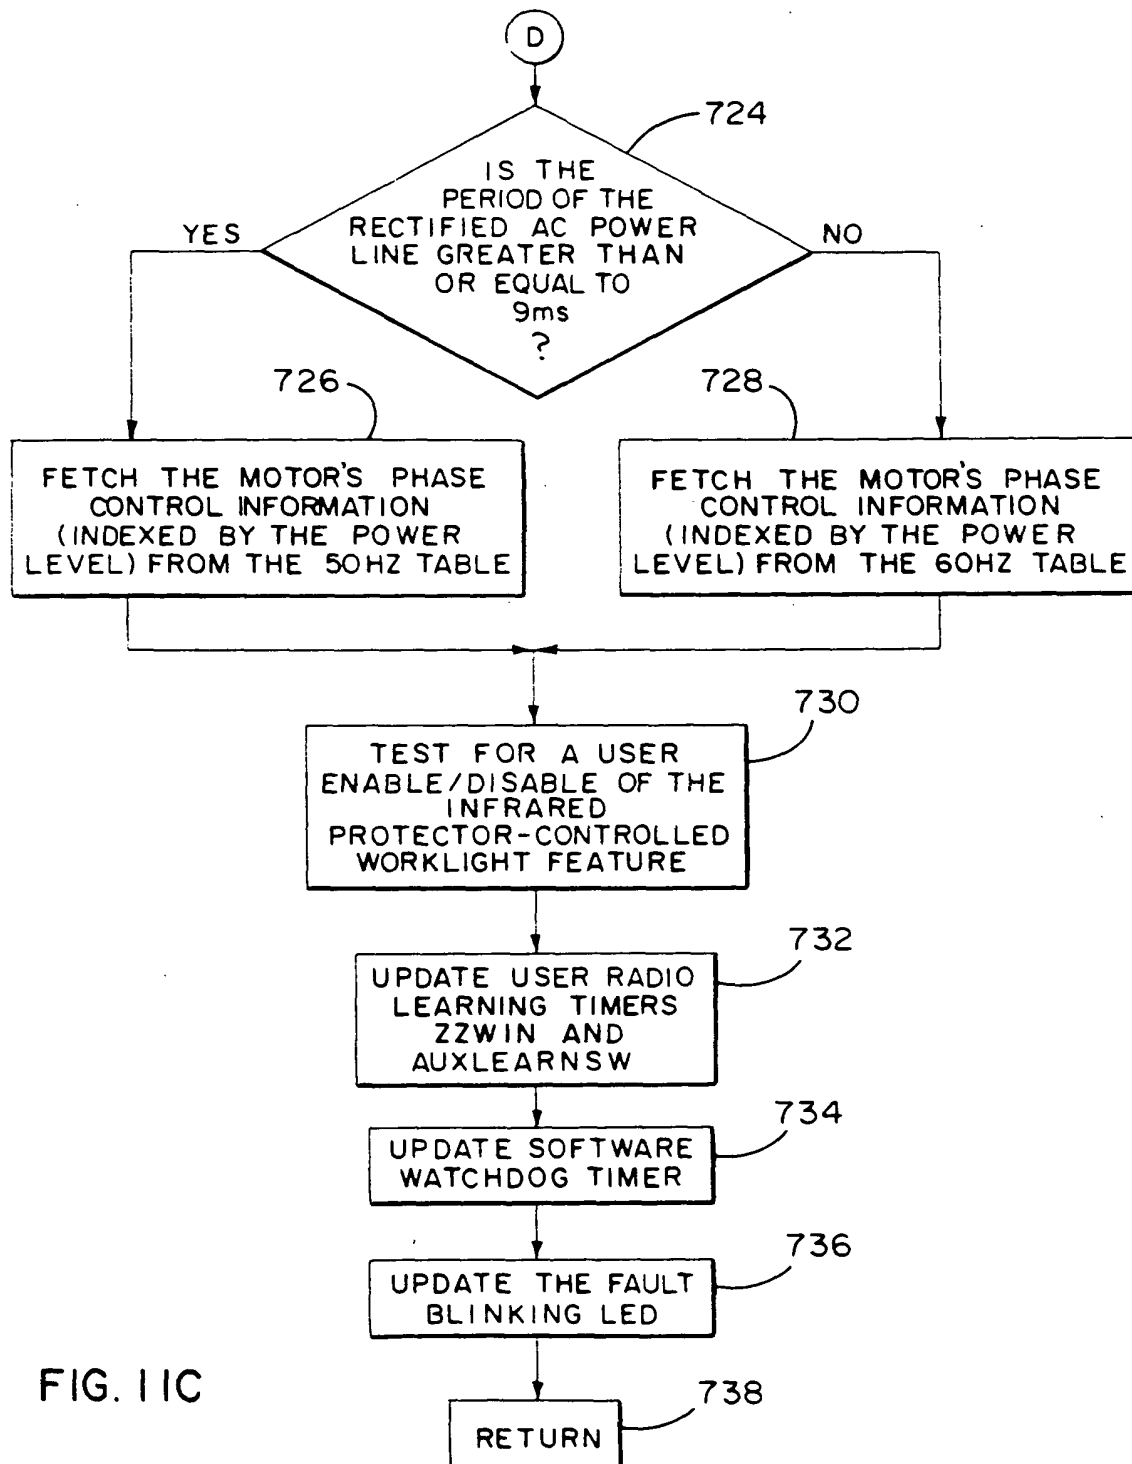 D
724
IS THE
PERIOD OF THE
RECTIFIED AC POWER
LINE GREATER THAN
OR EQUAL TO
9ms
?
YES
NO
726
728
FETCH THE MOTOR'S PHASE
CONTROL INFORMATION
(INDEXED BY THE POWER
LEVEL) FROM THE 50HZ TABLE
FETCH THE MOTOR'S PHASE
CONTROL INFORMATION
(INDEXED BY THE POWER
LEVEL) FROM THE 60HZ TABLE
730
TEST FOR A USER
ENABLE/DISABLE OF THE
INFRARED
PROTECTOR-CONTROLLED
WORKLIGHT FEATURE
732
UPDATE USER RADIO
LEARNING TIMERS
ZZWIN AND
AUXLEARNSW
734
UPDATE SOFTWARE
WATCHDOG TIMER
736
UPDATE THE FAULT
BLINKING LED
738
RETURN
FIG. 11C